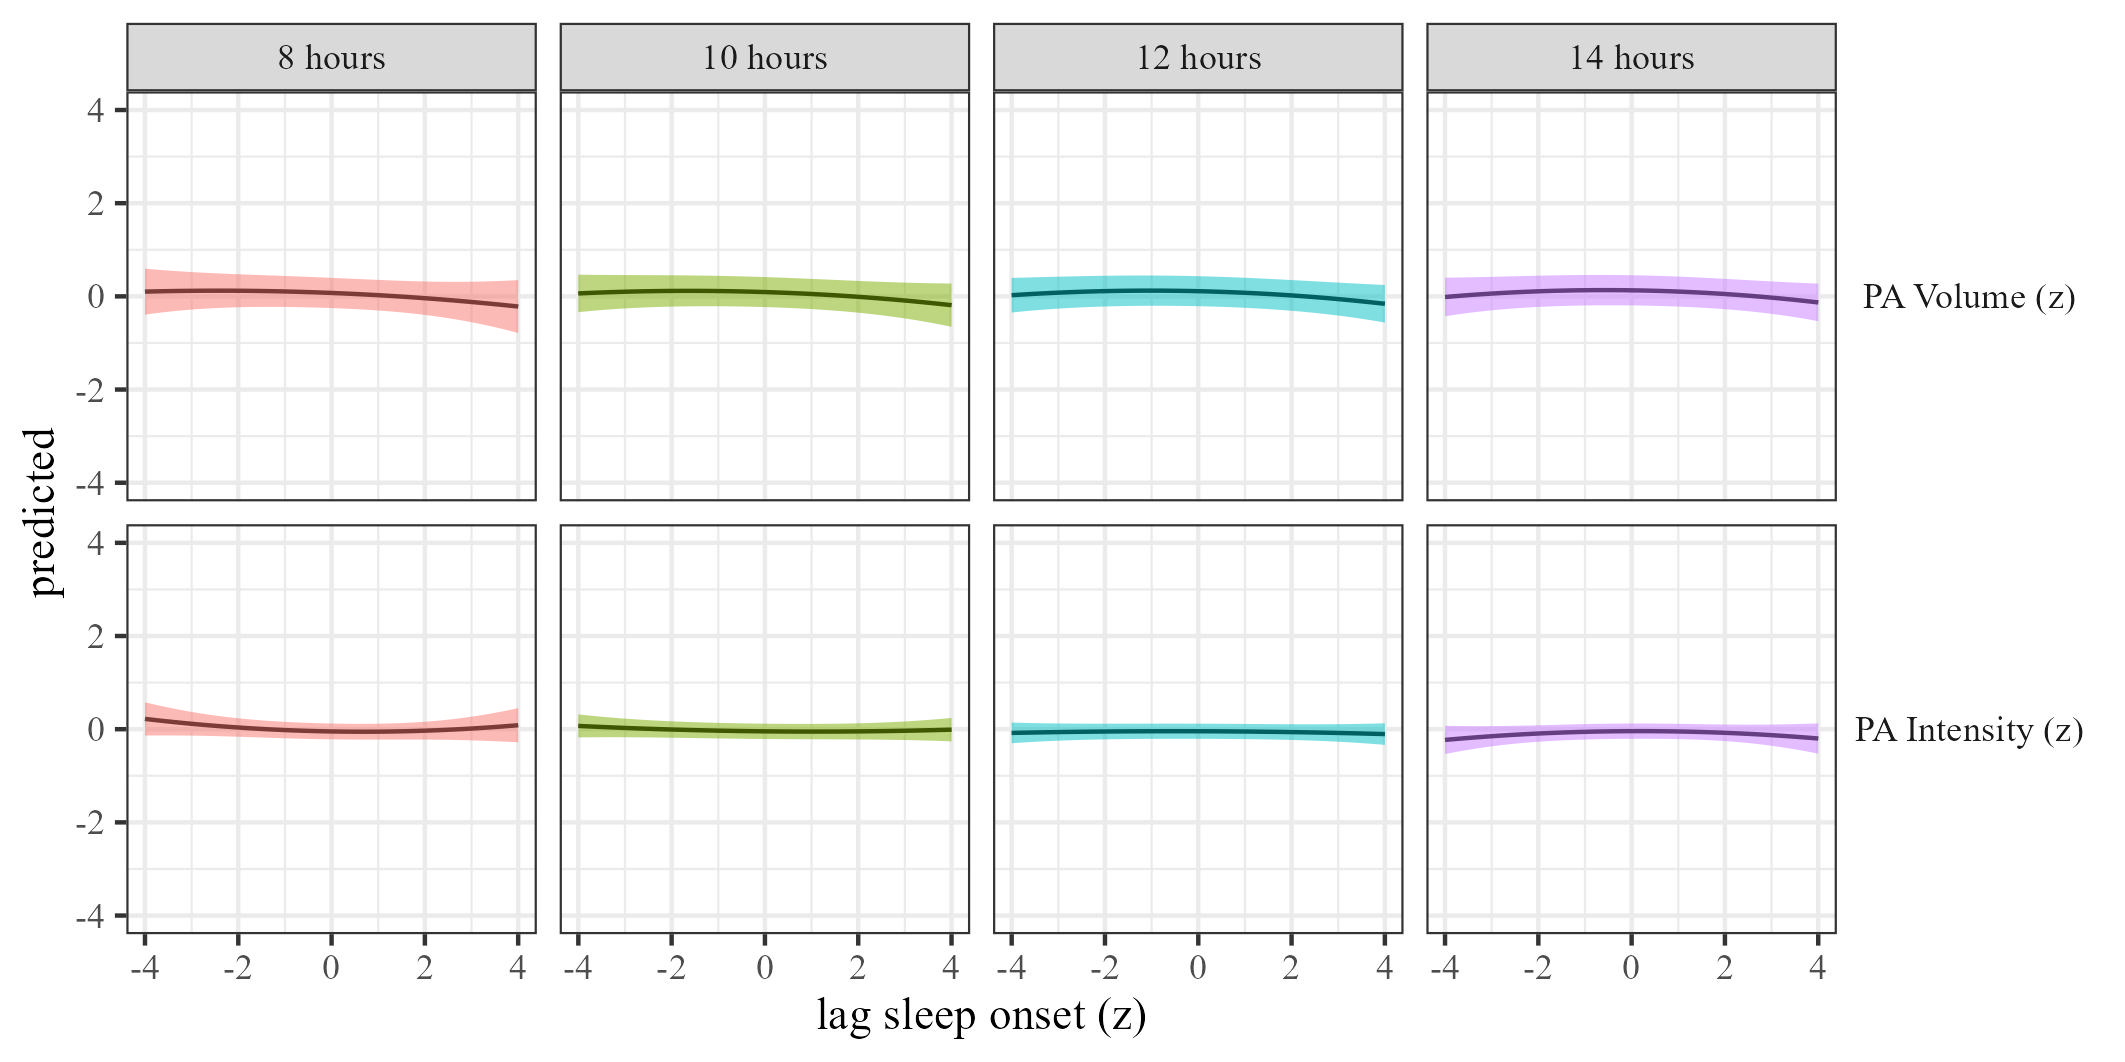 8 hours 10 hours 12 hours 14 hours
4
2
0
-2
-4
PA Volume (z)
predicted
4
2
0
-2
-4
PA Intensity (z)
-4 -2 0 2 4 -4 -2 0 2 4 -4 -2 0 2 4 -4 -2 0 2 4
lag sleep onset (z)